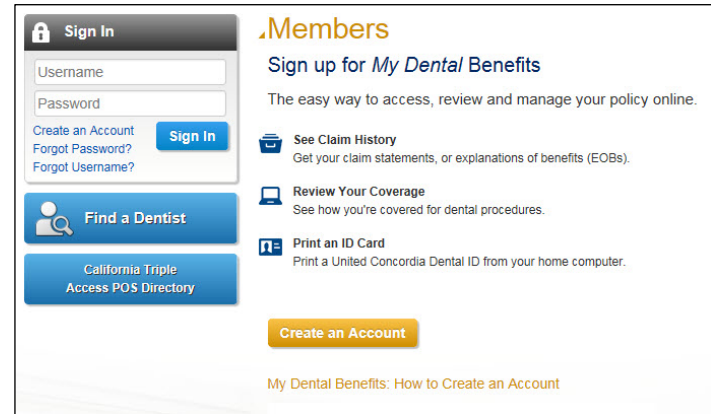 Sign In
Username
Password
Create an Account
Sign In
Forgot Password?
Forgot Username?
Find a Dentist
California Triple
Access POS Directory
Members
Sign up for My Dental Benefits
The easy way to access, review and manage your policy online.
See Claim History
Get your claim statements, or explanations of benefits (EOBs).
Review Your Coverage
See how you're covered for dental procedures.
Print an ID Card
Print a United Concordia Dental ID from your home computer.
Create an Account
My Dental Benefits: How to Create an Account